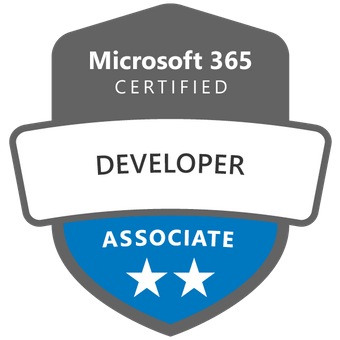 Microsoft 365
CERTIFIED
DEVELOPER
ASSOCIATE